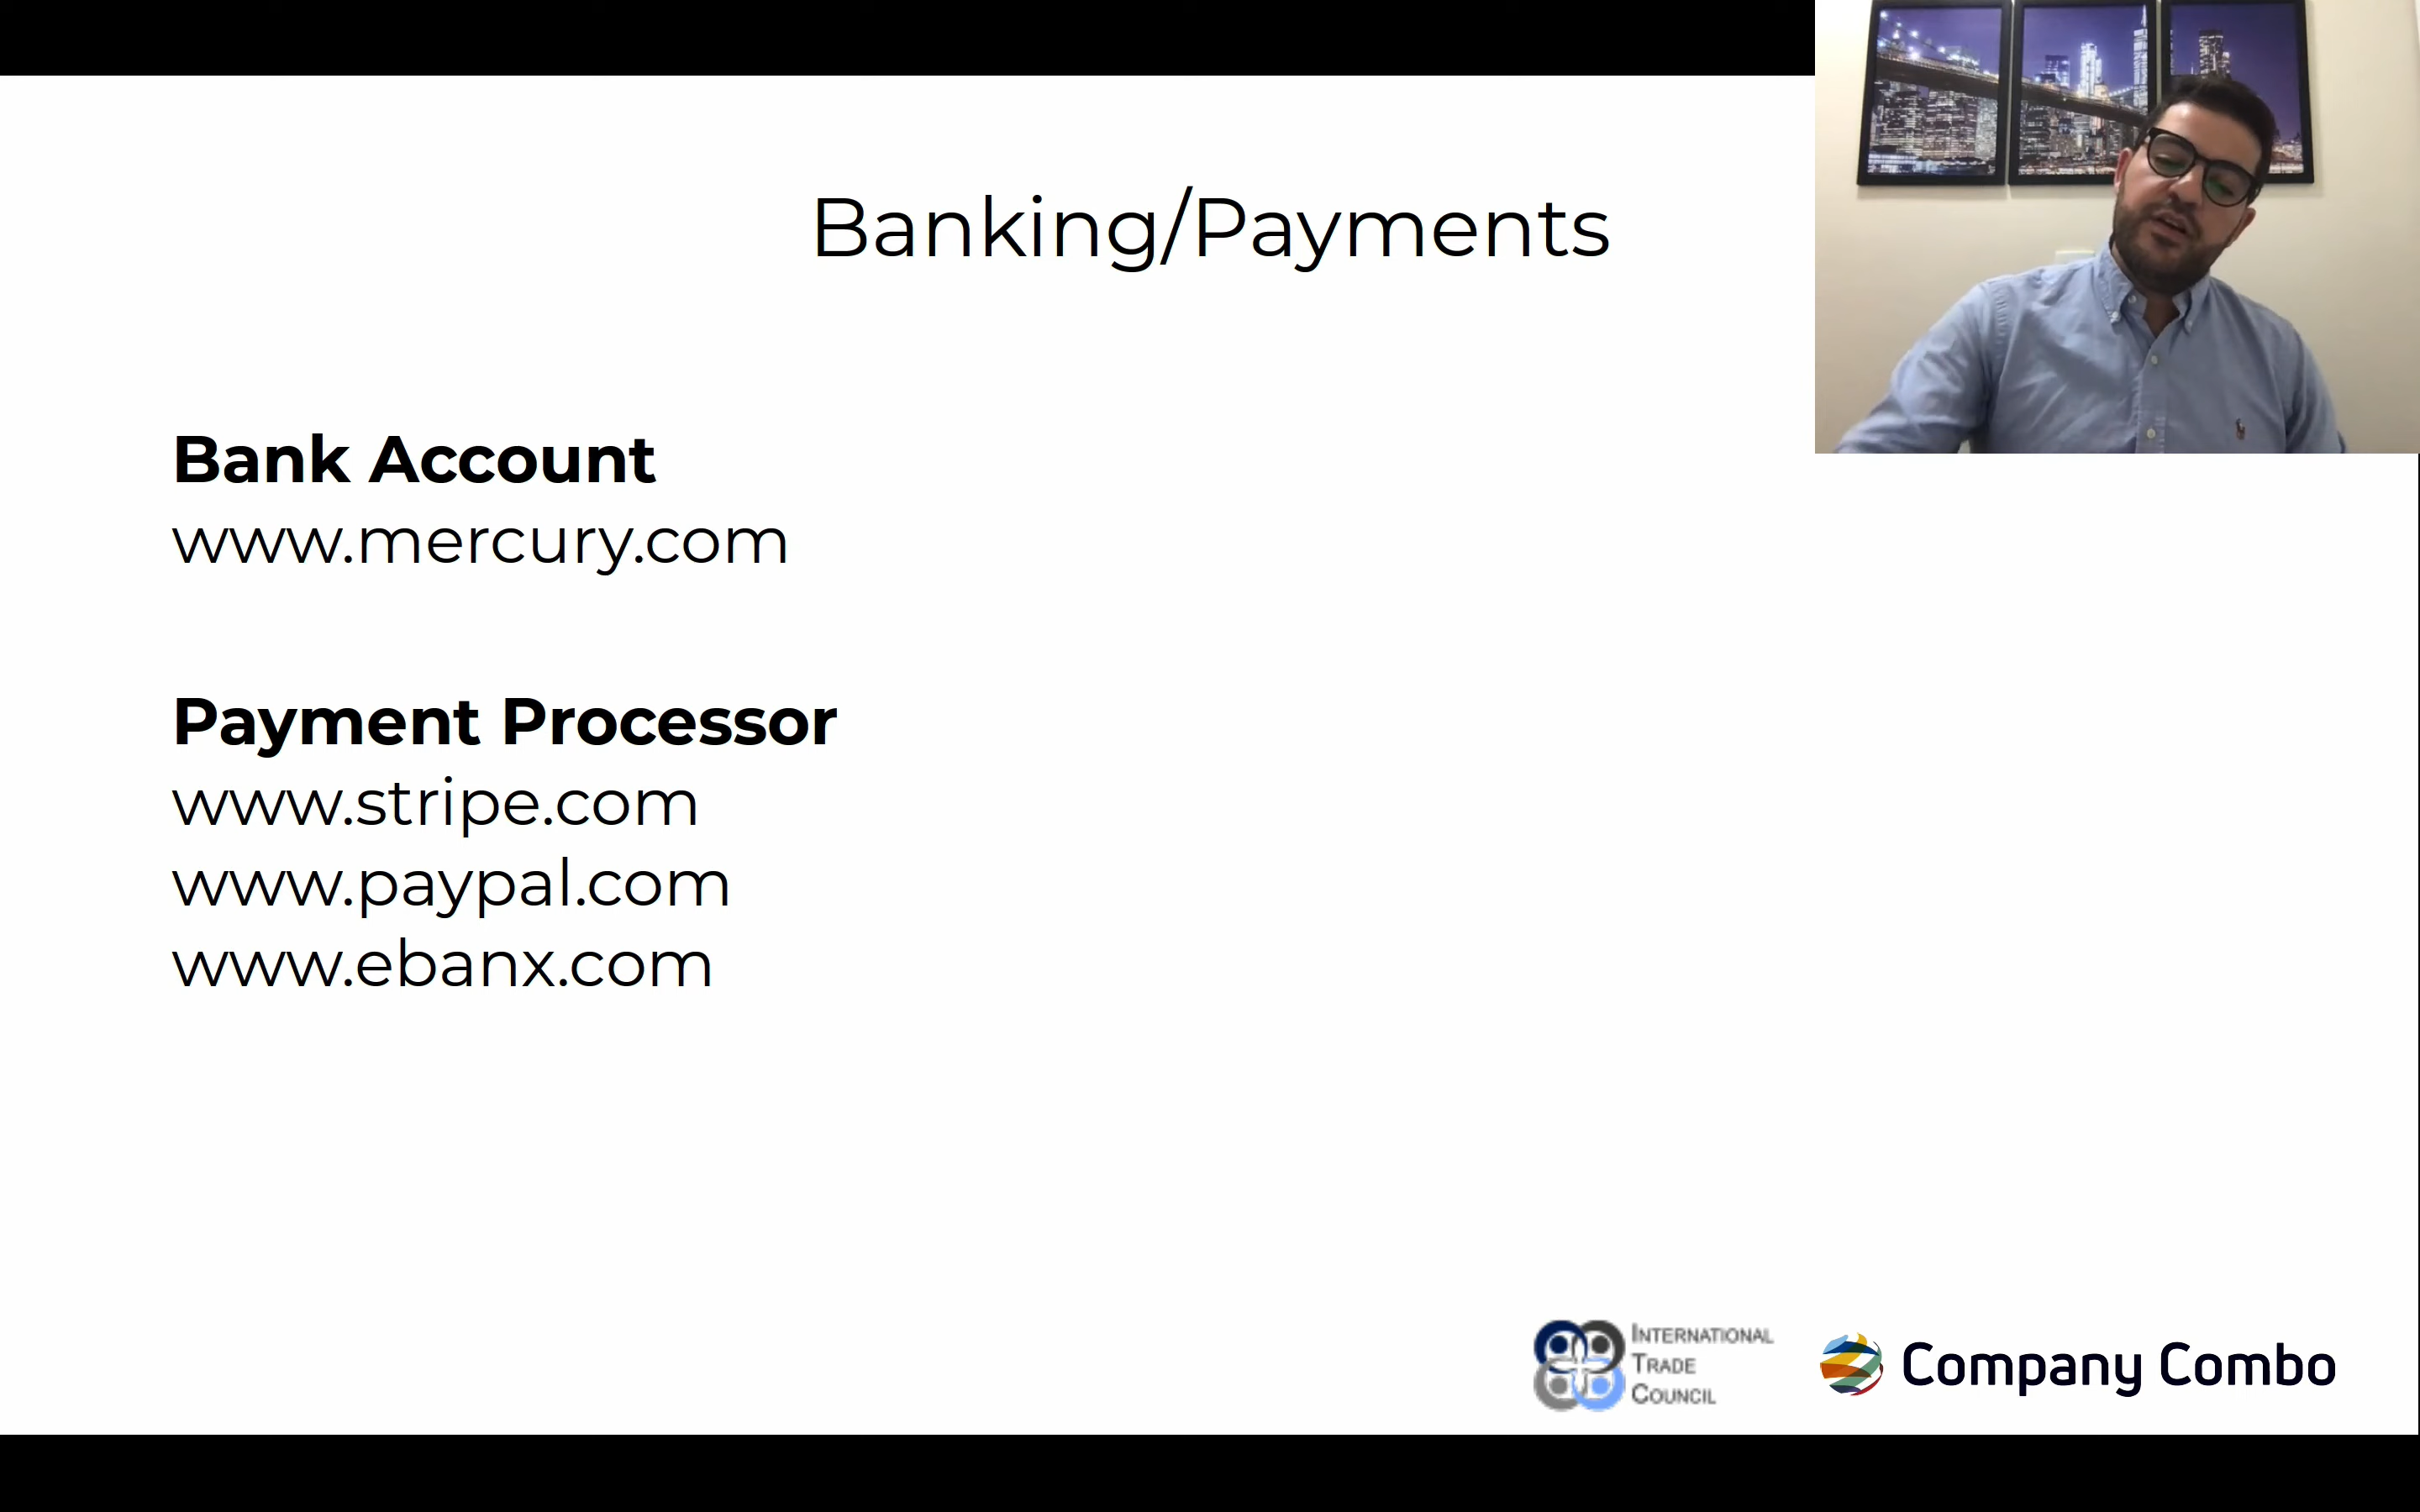 Banking/Payments
Bank Account
www.mercury.com
Payment Processor
www.stripe.com
www.paypal.com
www.ebanx.com
INTERNATIONAL
TRADE
COUNCIL
Company Combo